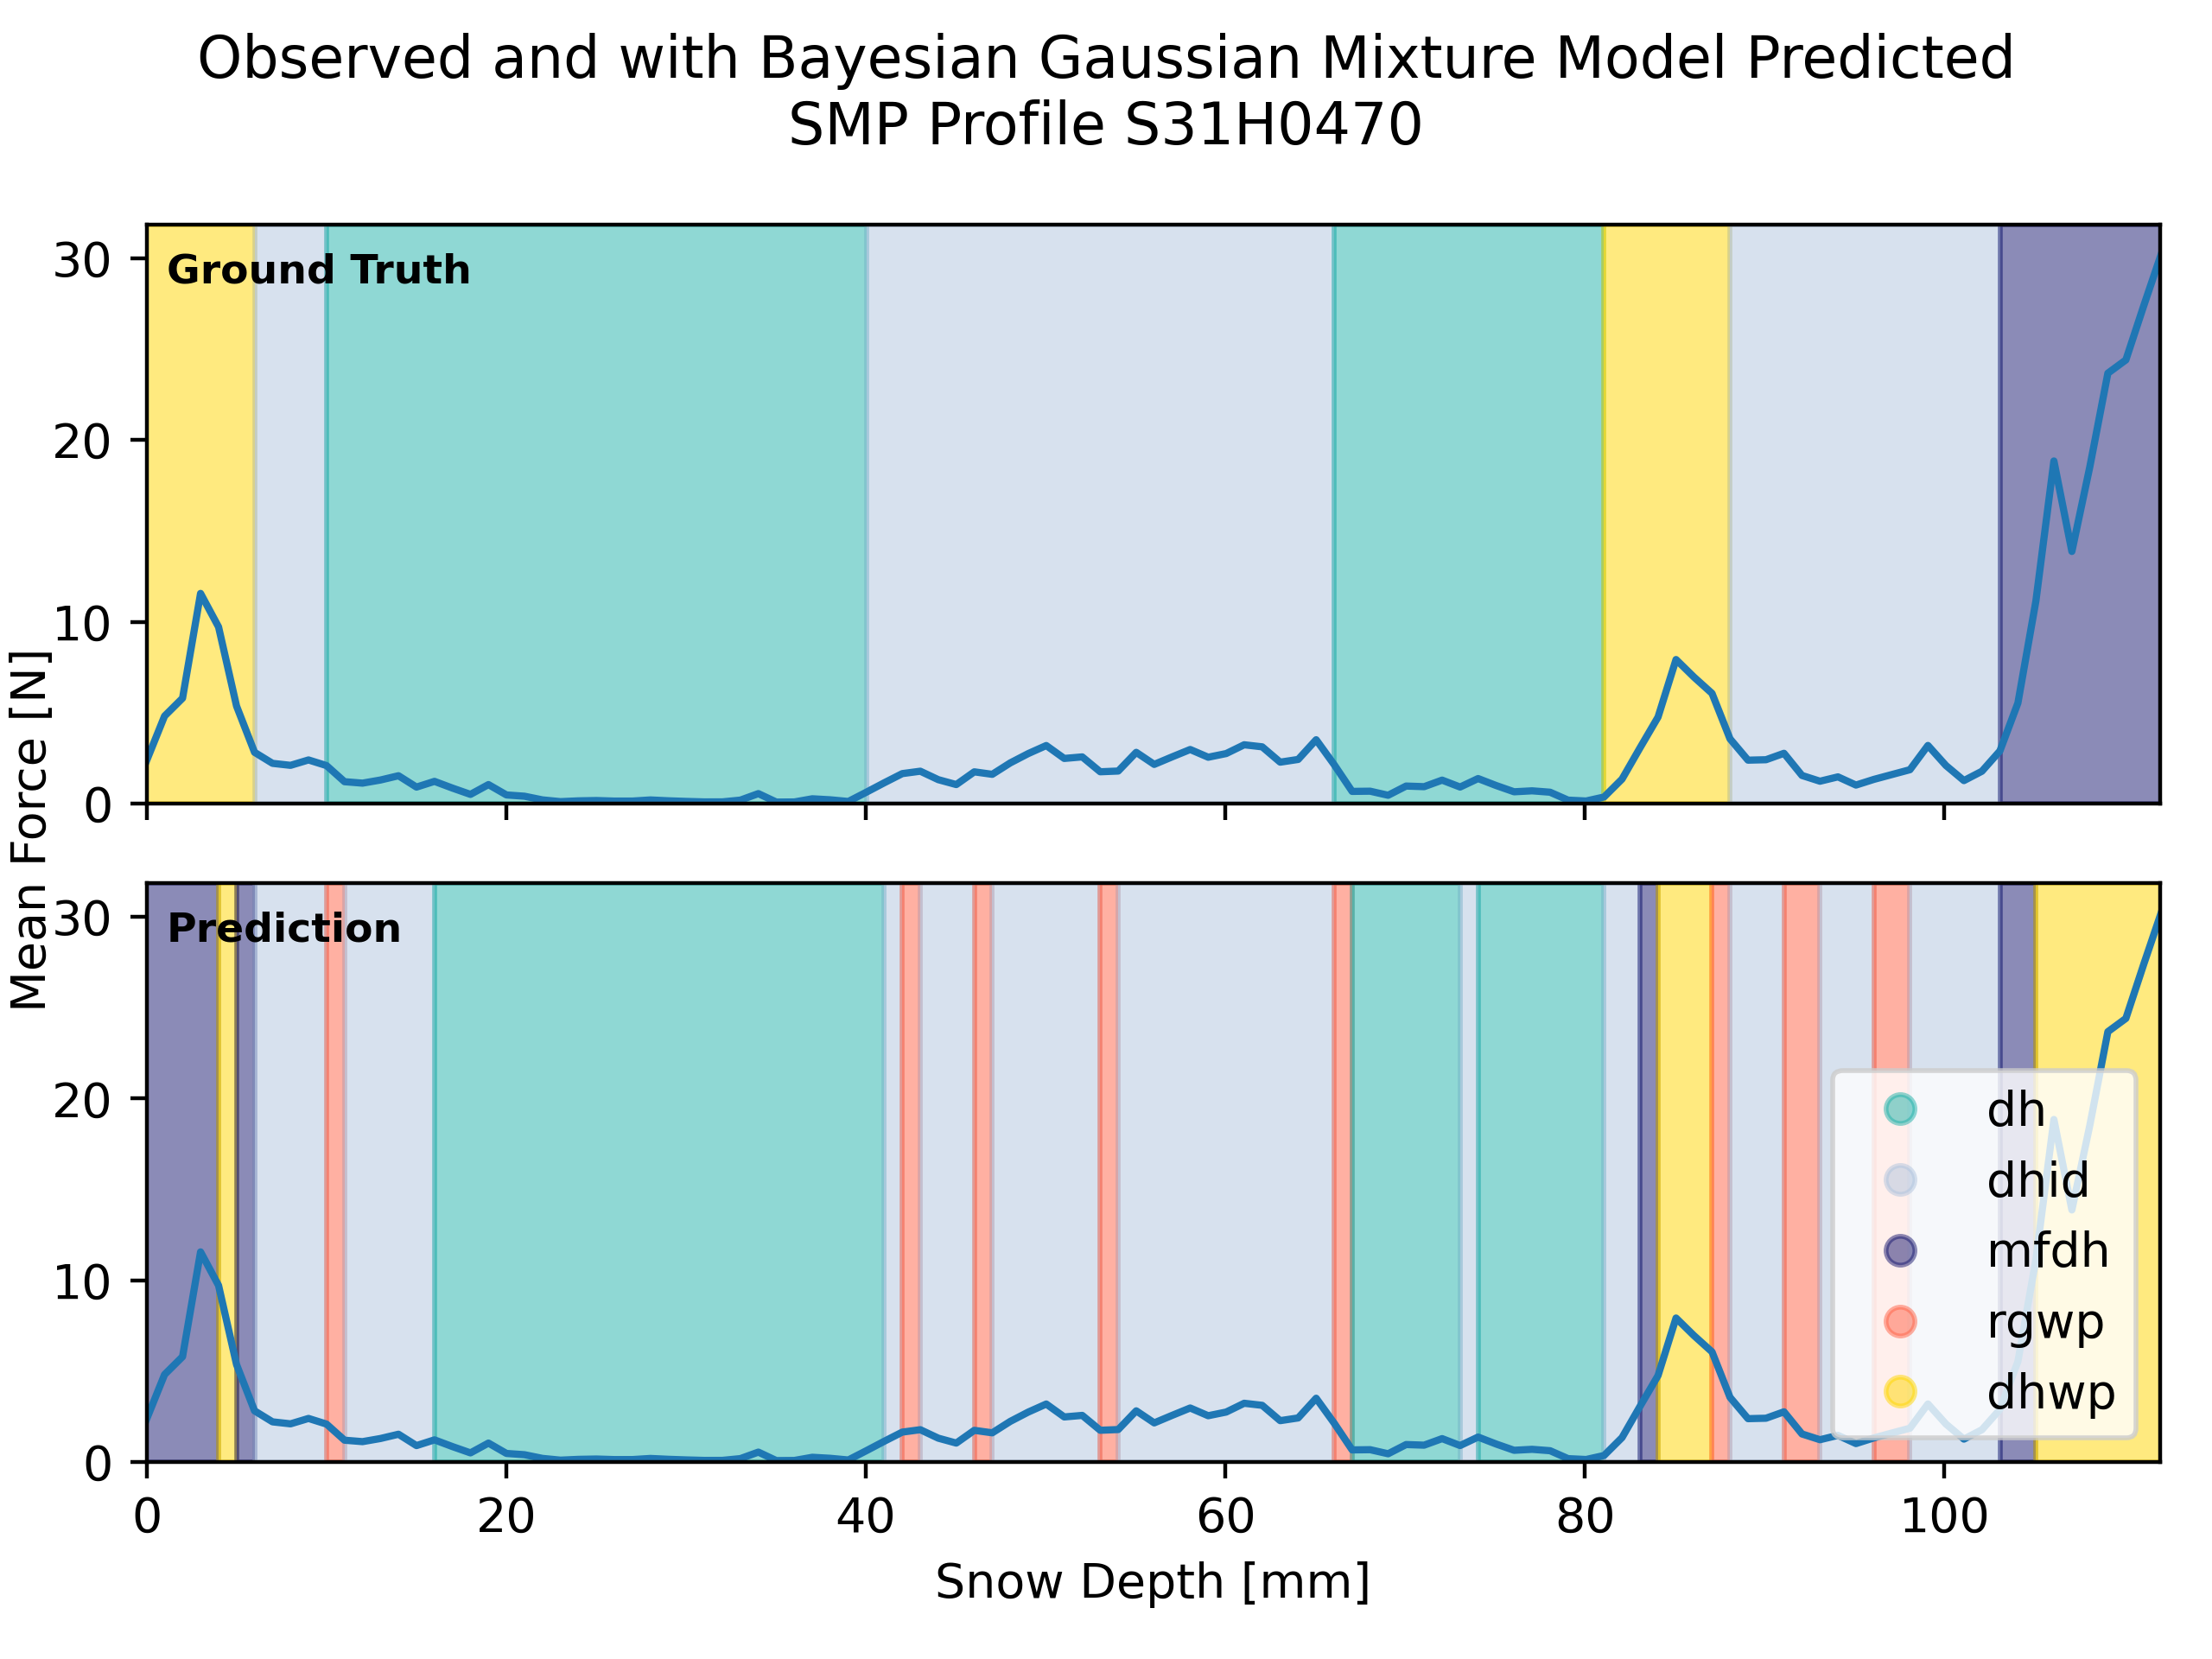 Observed and with Bayesian Gaussian Mixture Model Predicted
SMP Profile S31H0470
Mean Force [N]
30
20
10
0
Ground Truth
30
20
10
0
Prediction
dh
dhid
mfdh
rgwp
dhwp
0 20 40 60 80 100
Snow Depth [mm]